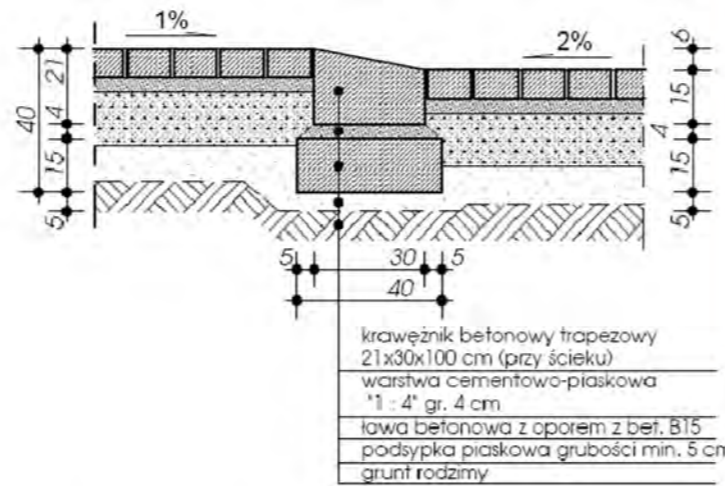 1%
2%
40
21
4
15
5
6
15
4
15
5
5
30
5
40
krawężnik betonowy trapezowy
21x30x100 cm (przy ścieku)
warstwa cementowo-piaskowa
"1 : 4" gr. 4 cm
ława betonowa z oporem z bet. B15
podsypka piaskowa grubości min. 5 cm
grunt rodzimy